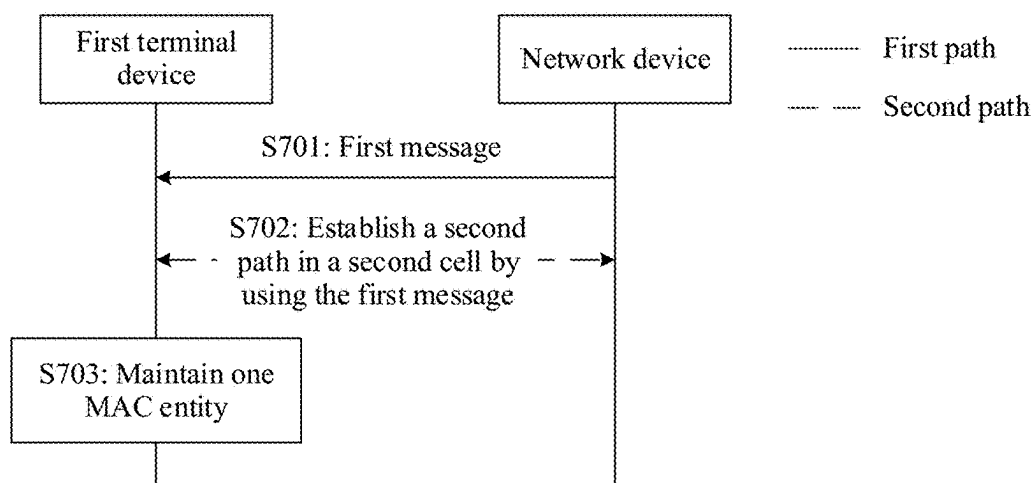 First terminal
device
Network device
First path
Second path
S701: First message
S702: Establish a second
path in a second cell by
using the first message
S703: Maintain one
MAC entity